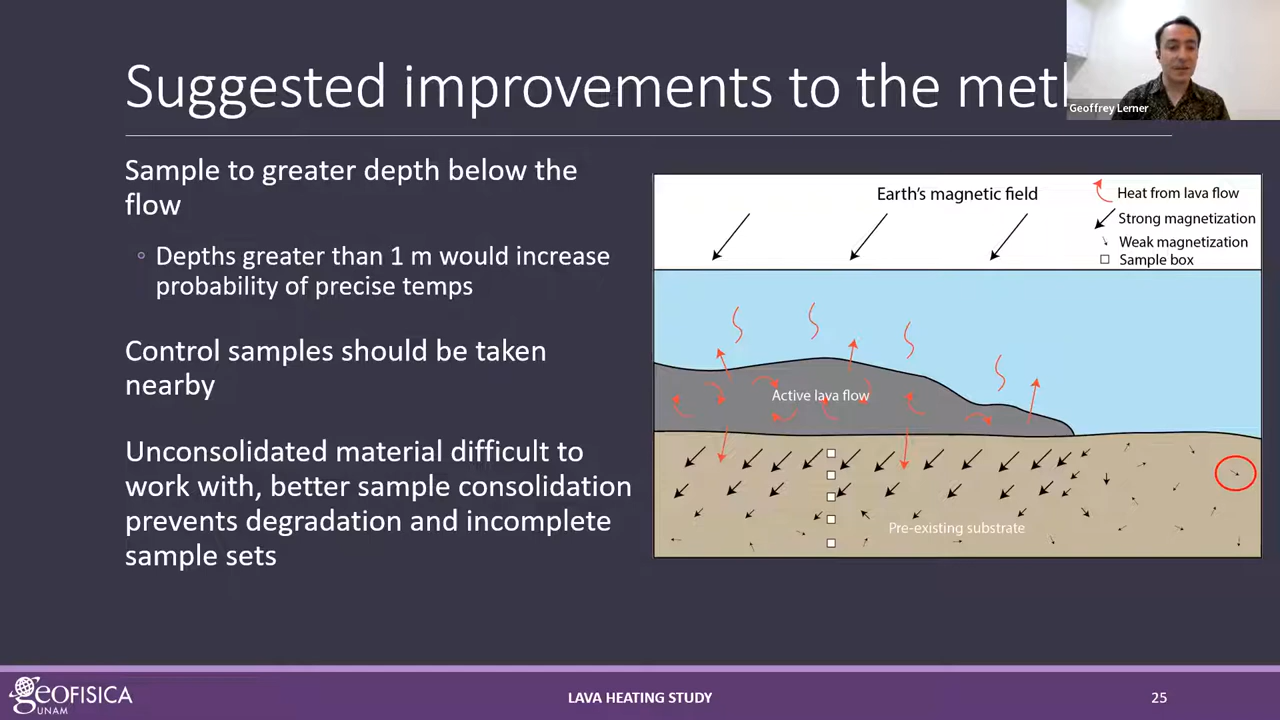 Suggested improvements to the met
Geoffrey Lerner
Sample to greater depth below the
flow
Depths greater than 1 m would increase
probability of precise temps
Control samples should be taken
nearby
Unconsolidated material difficult to
work with, better sample consolidation
prevents degradation and incomplete
sample sets
Earth's magnetic field
Heat from lava flow
Strong magnetization
Weak magnetization
Sample box
Active lava flow
Pre-existing substrate
GEOFISICA
UNAM
LAVA HEATING STUDY
25